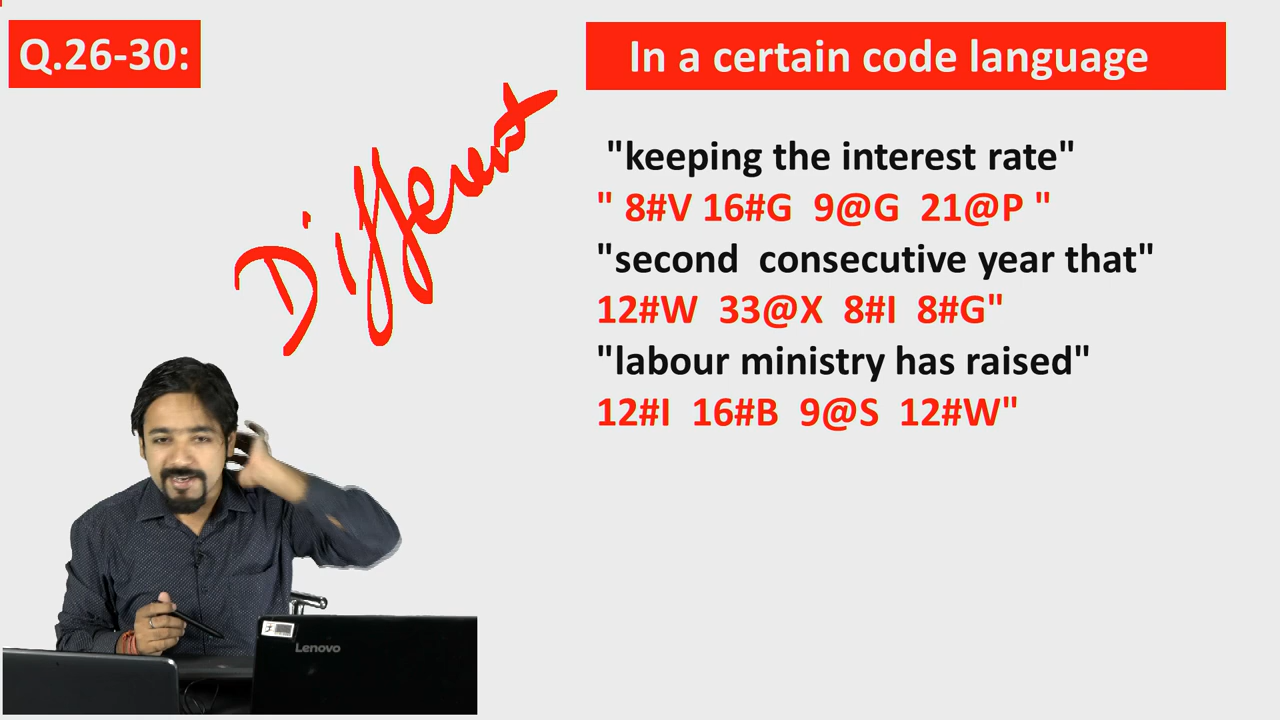 Q.26-30:
In a certain code language
Different
"keeping the interest rate"
" 8#V 16#G 9@G 21@P "
"second consecutive year that"
12#W 33@X 8#I 8#G"
"labour ministry has raised"
12#I 16#B 9@S 12#W"
Lenovo